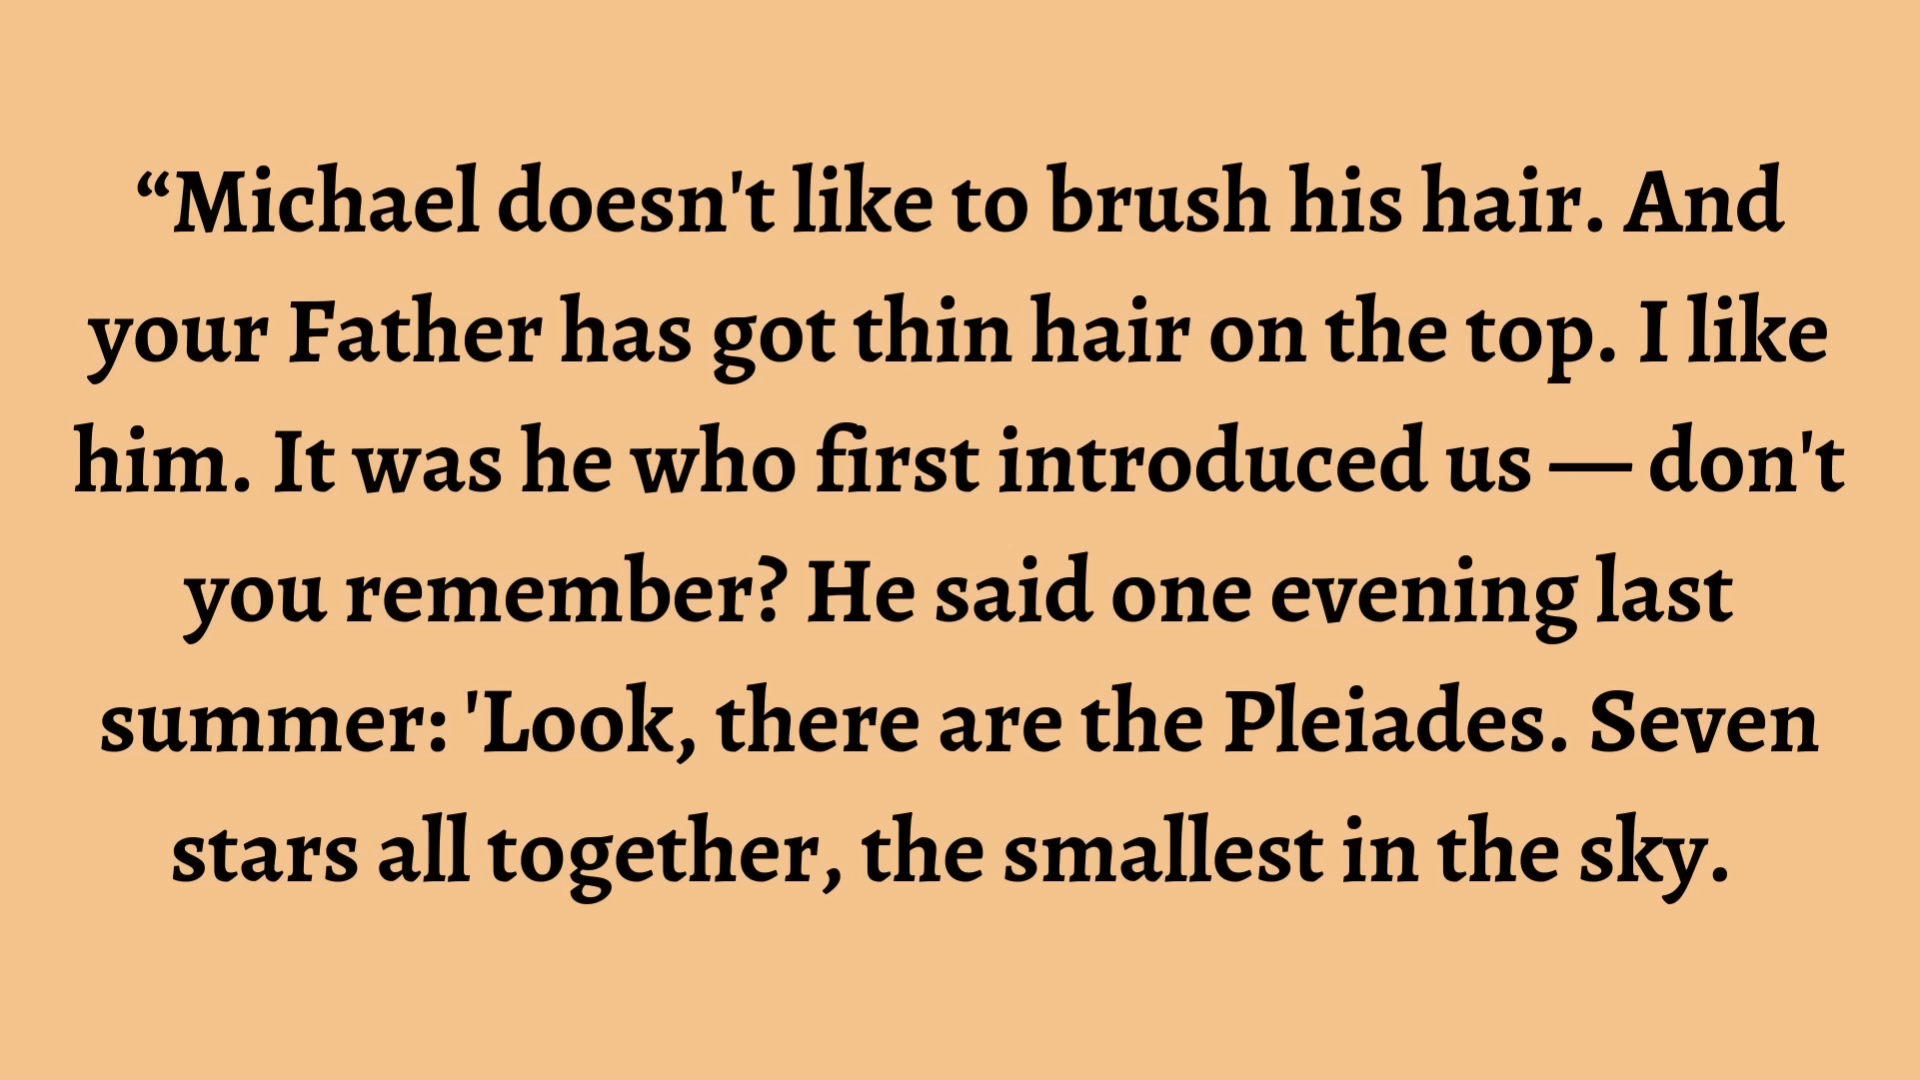 “Michael doesn't like to brush his hair. And
your Father has got thin hair on the top. I like
him. It was he who first introduced us — don't
you remember? He said one evening last
summer: 'Look, there are the Pleiades. Seven
stars all together, the smallest in the sky.